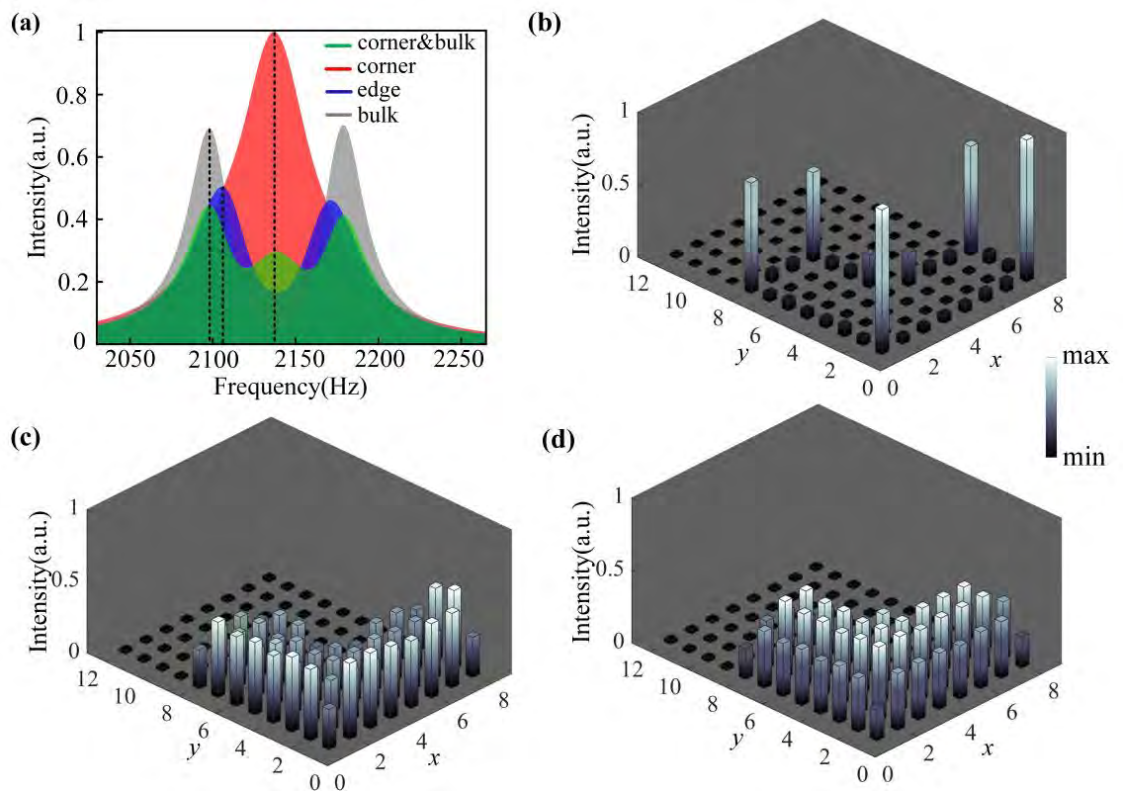 (a)
1
0.8
0.6
0.4
0.2
0
Intensity(a.u.)
corner&bulk
corner
edge
bulk
2050
2100
2150
2200
2250
Frequency(Hz)
(b)
1
0.5
0
Intensity(a.u.)
12
10
8
6
4
2
0
y
0
2
4
6
8
x
max
min
(c)
1
0.5
0
Intensity(a.u.)
12
10
8
6
4
2
0
y
0
2
4
6
8
x
(d)
1
0.5
0
Intensity(a.u.)
12
10
8
6
4
2
0
y
0
2
4
6
8
x